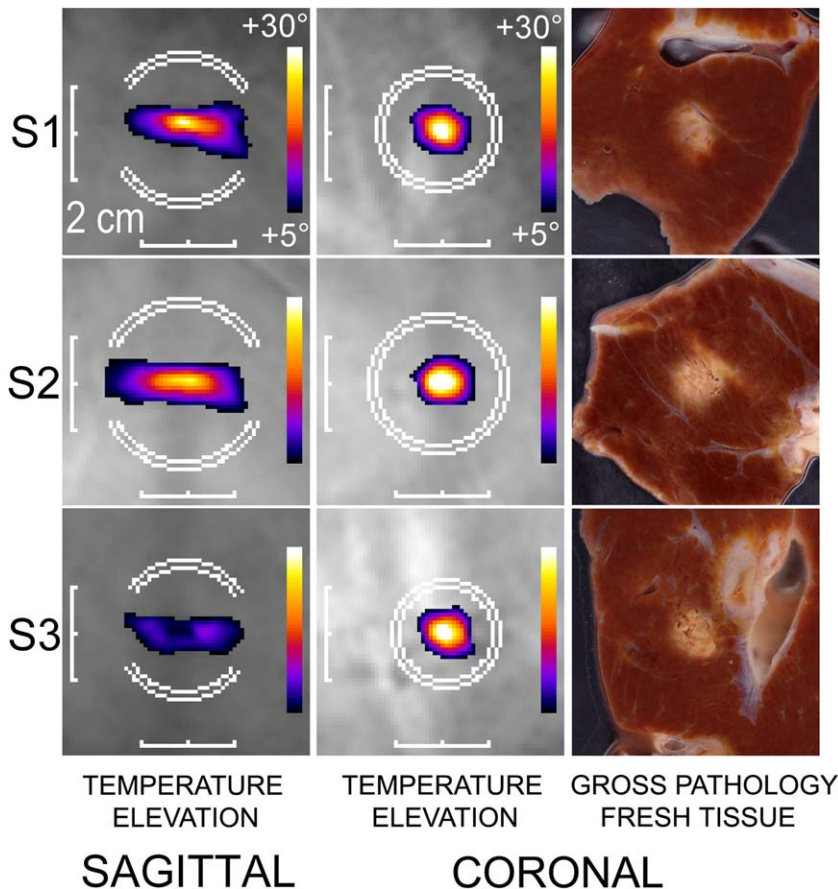 +30°
+30°
S1
2 cm
+5°
+5°
S2
S3
TEMPERATURE
ELEVATION
TEMPERATURE
ELEVATION
GROSS PATHOLOGY
FRESH TISSUE
SAGITTAL
CORONAL